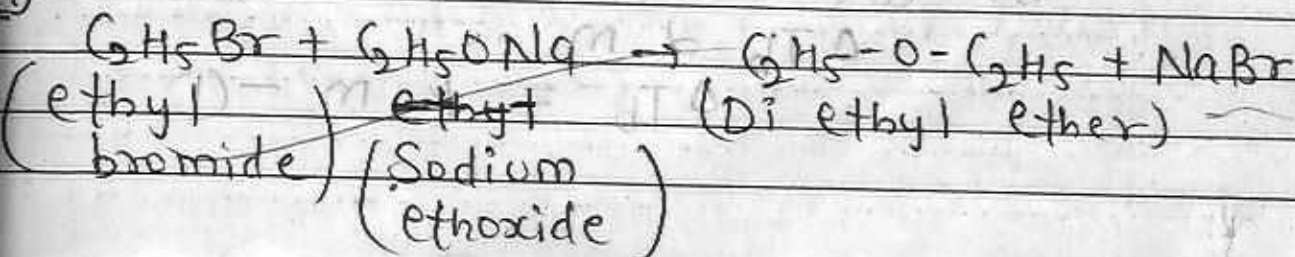 C₂H₅Br + C₂H₅ONa → C₂H₅-O-C₂H₅ + NaBr
(ethyl ethyl (Di ethyl ether)
bromide) (Sodium
ethoxide)